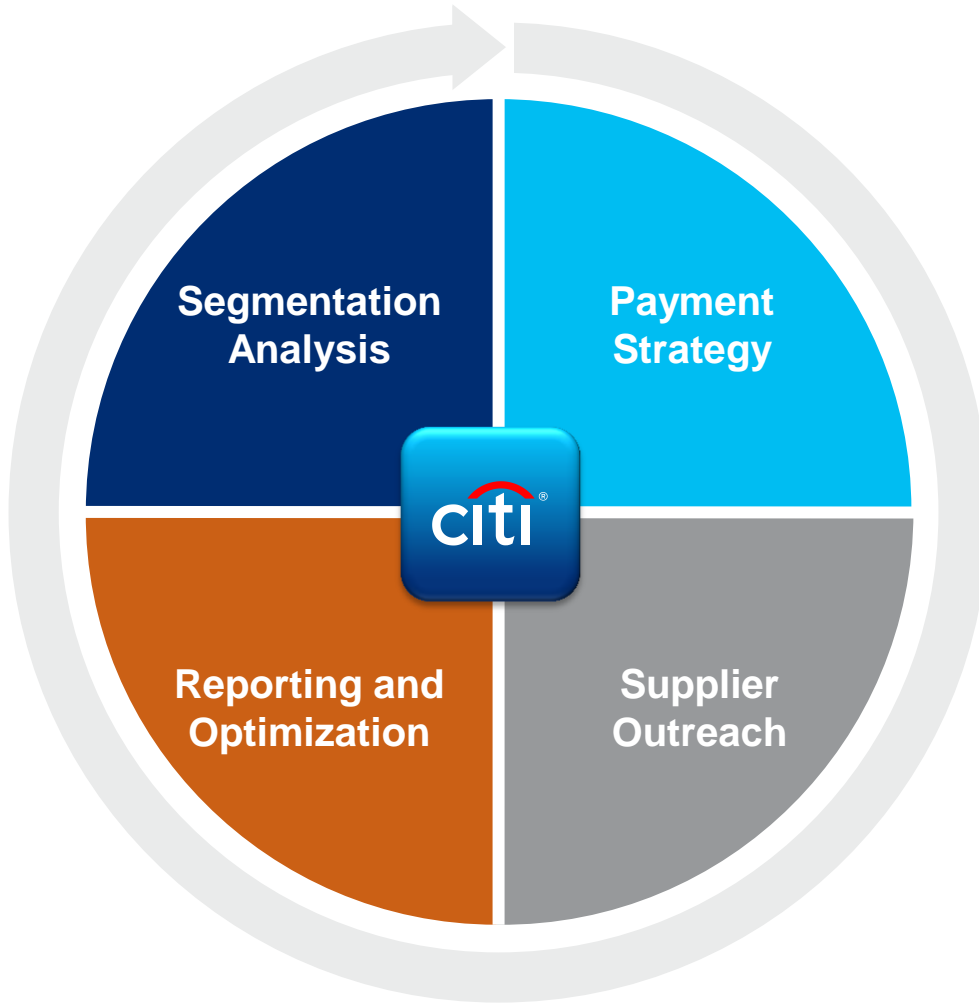 Segmentation
Analysis
Payment
Strategy
citi®
Reporting and
Optimization
Supplier
Outreach